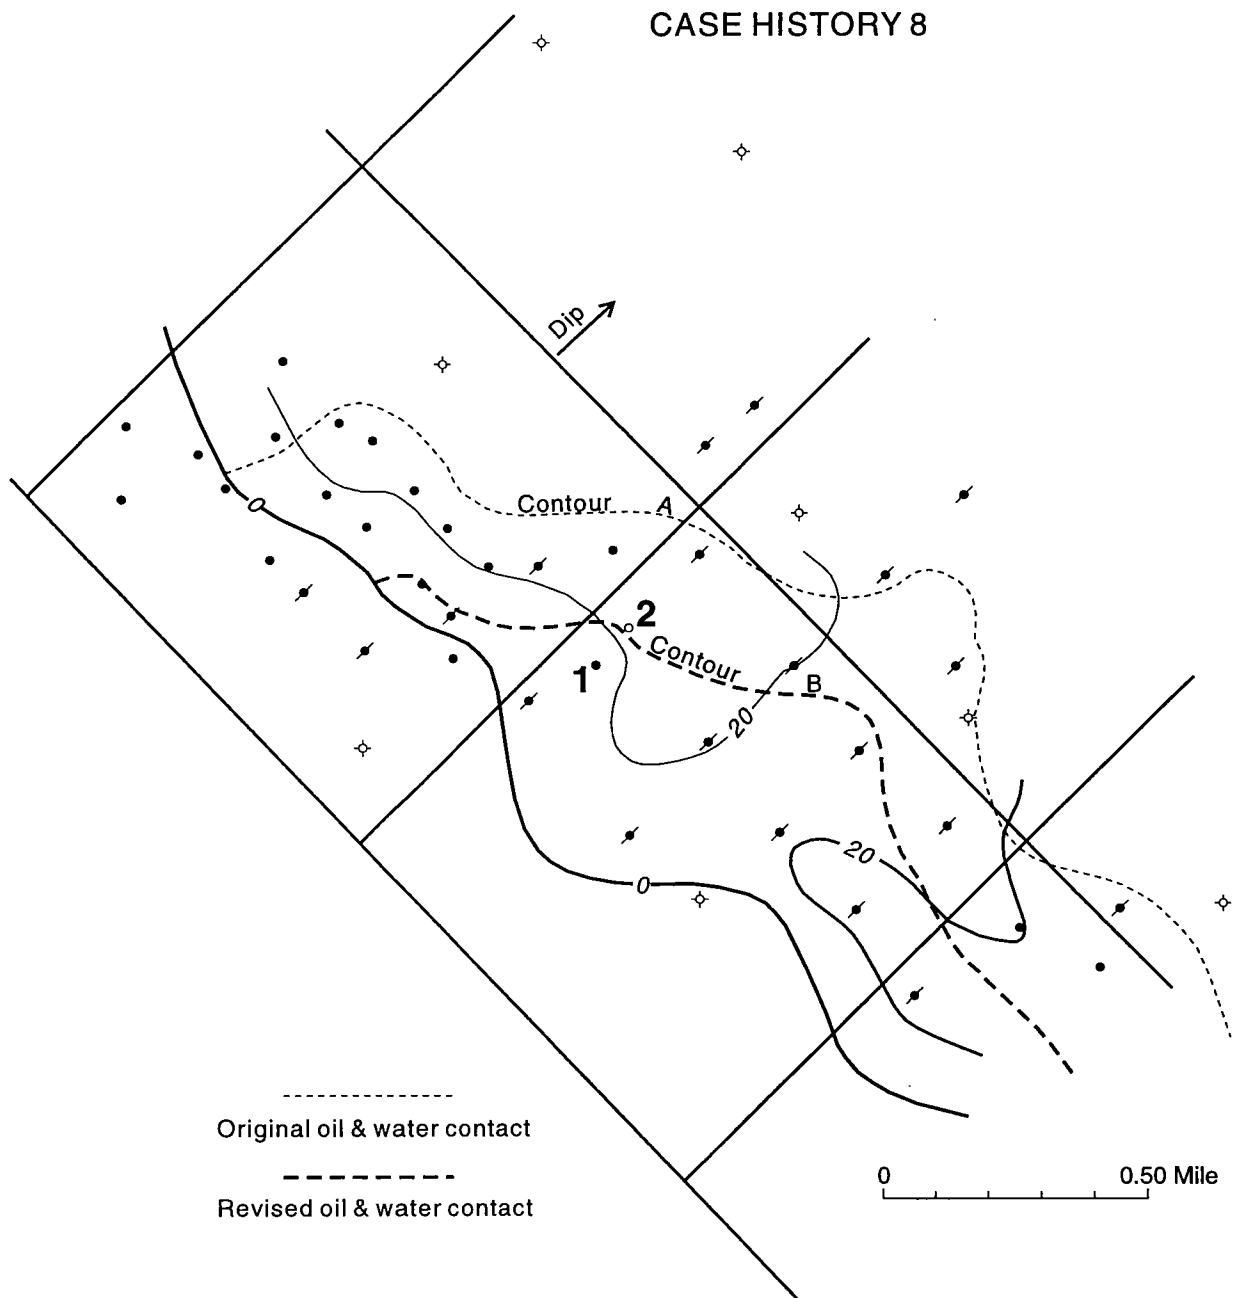 CASE HISTORY 8
Dip
Contour A
0
2
Contour
1
B
20
20
0
Original oil & water contact
0 0.50 Mile
Revised oil & water contact